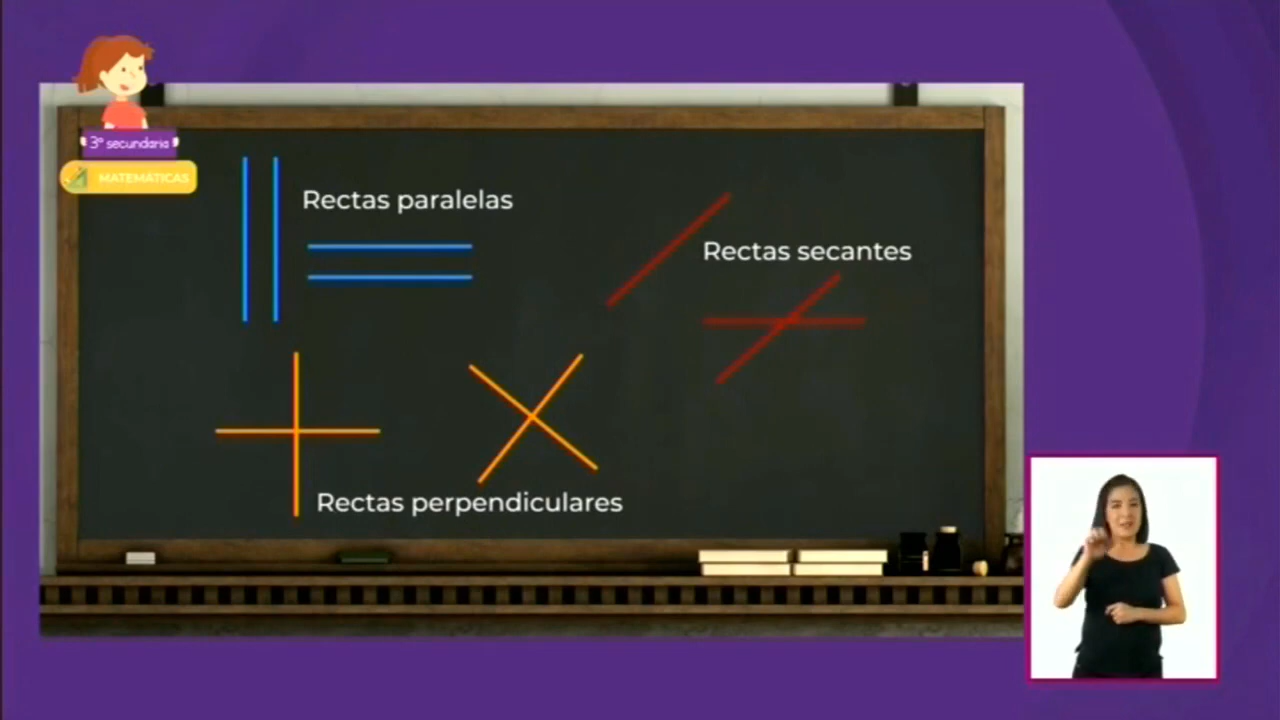 3° secundaria
MATEMÁTICAS
Rectas paralelas
Rectas secantes
Rectas perpendiculares